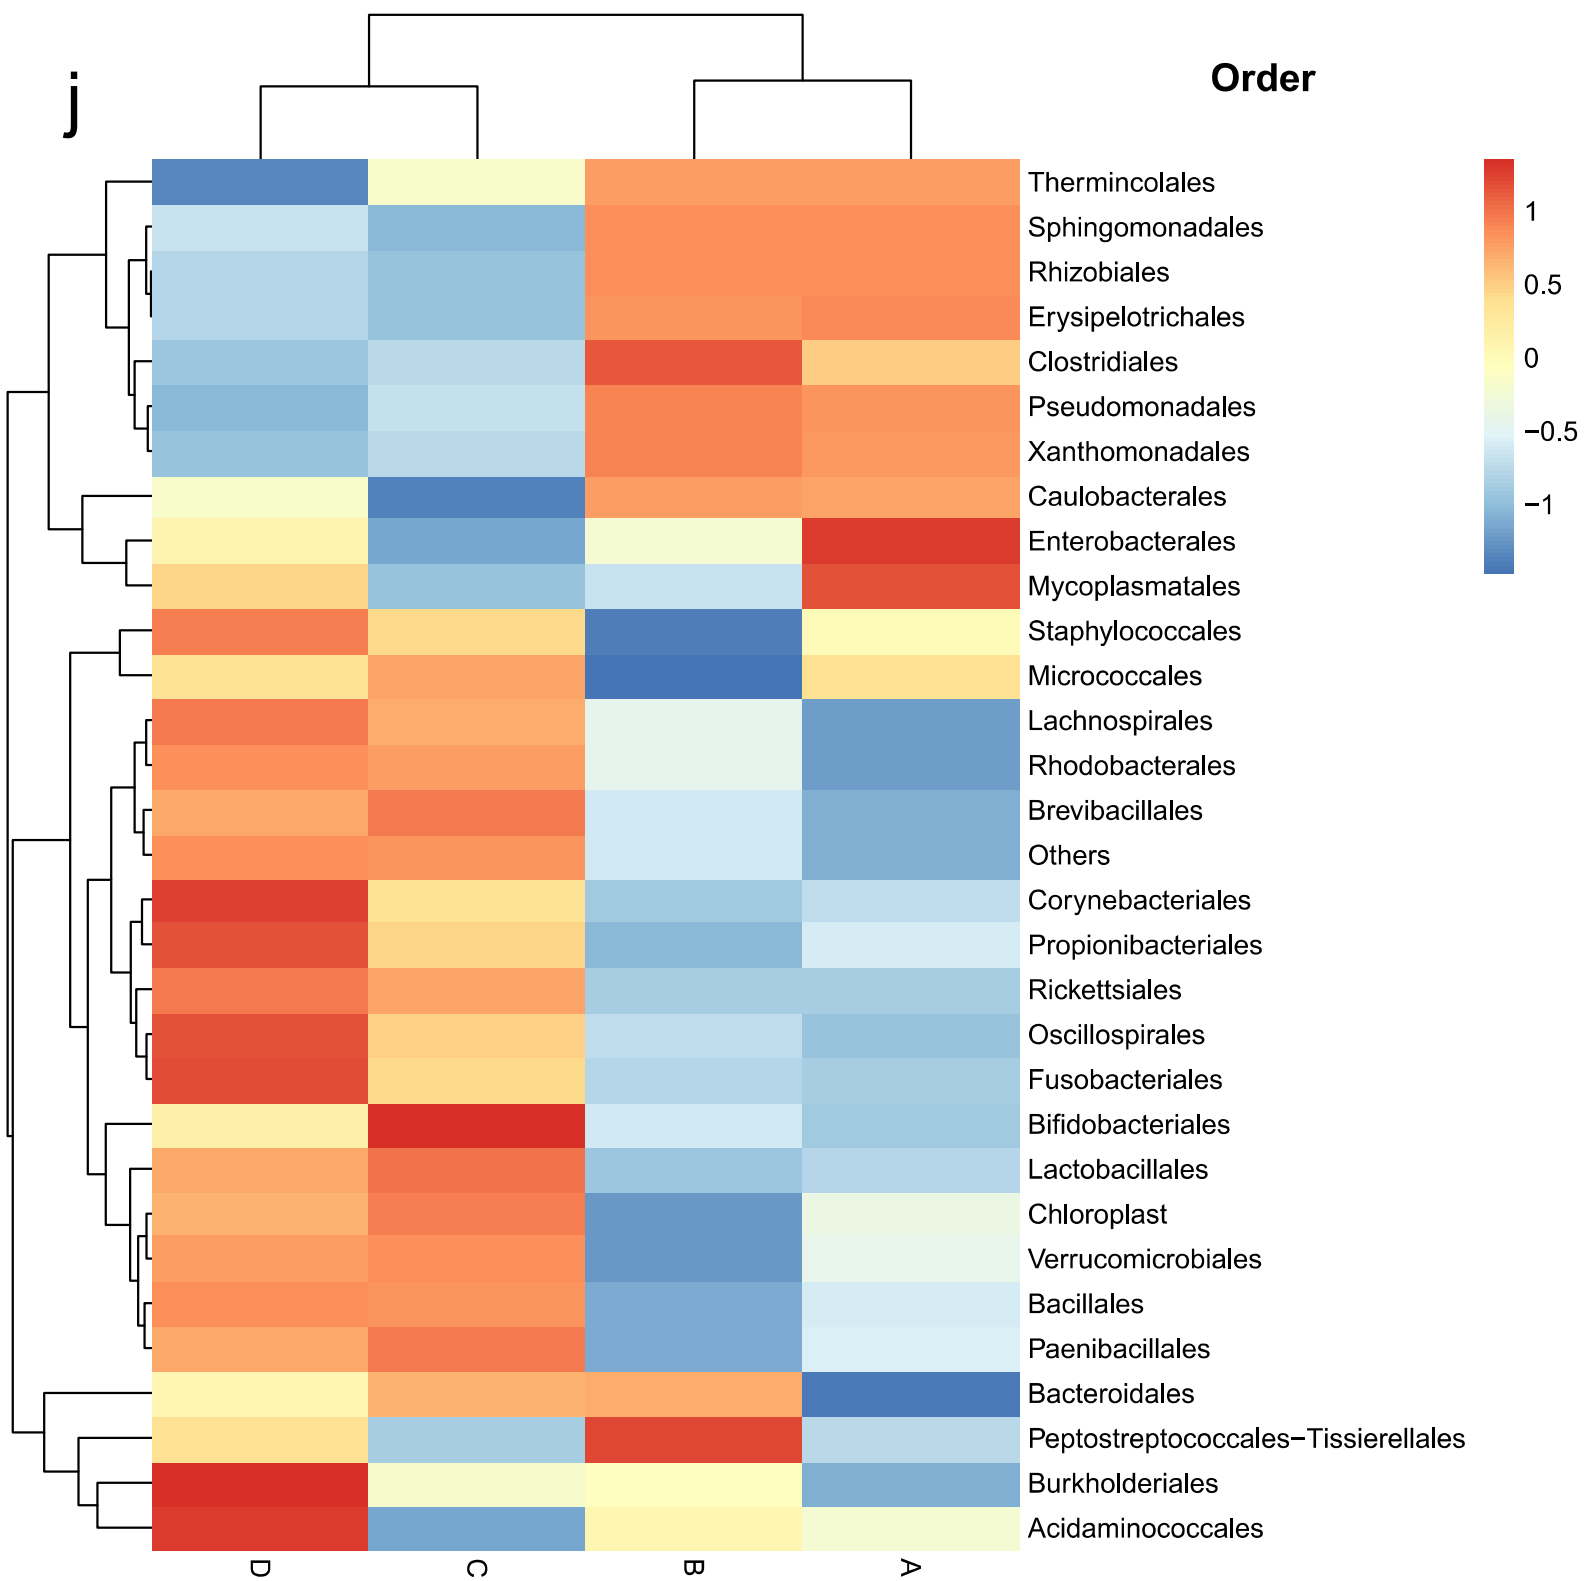 j
Order
Thermincolales
Sphingomonadales
Rhizobiales
Erysipelotrichales
Clostridiales
Pseudomonadales
Xanthomonadales
Caulobacterales
Enterobacterales
Mycoplasmatales
Staphylococcales
Micrococcales
Lachnospirales
Rhodobacterales
Brevibacillales
Others
Corynebacteriales
Propionibacteriales
Rickettsiales
Oscillospirales
Fusobacteriales
Bifidobacteriales
Lactobacillales
Chloroplast
Verrucomicrobiales
Bacillales
Paenibacillales
Bacteroidales
Peptostreptococcales−Tissierellales
Burkholderiales
Acidaminococcales
1
0.5
0
−0.5
−1
D C B A